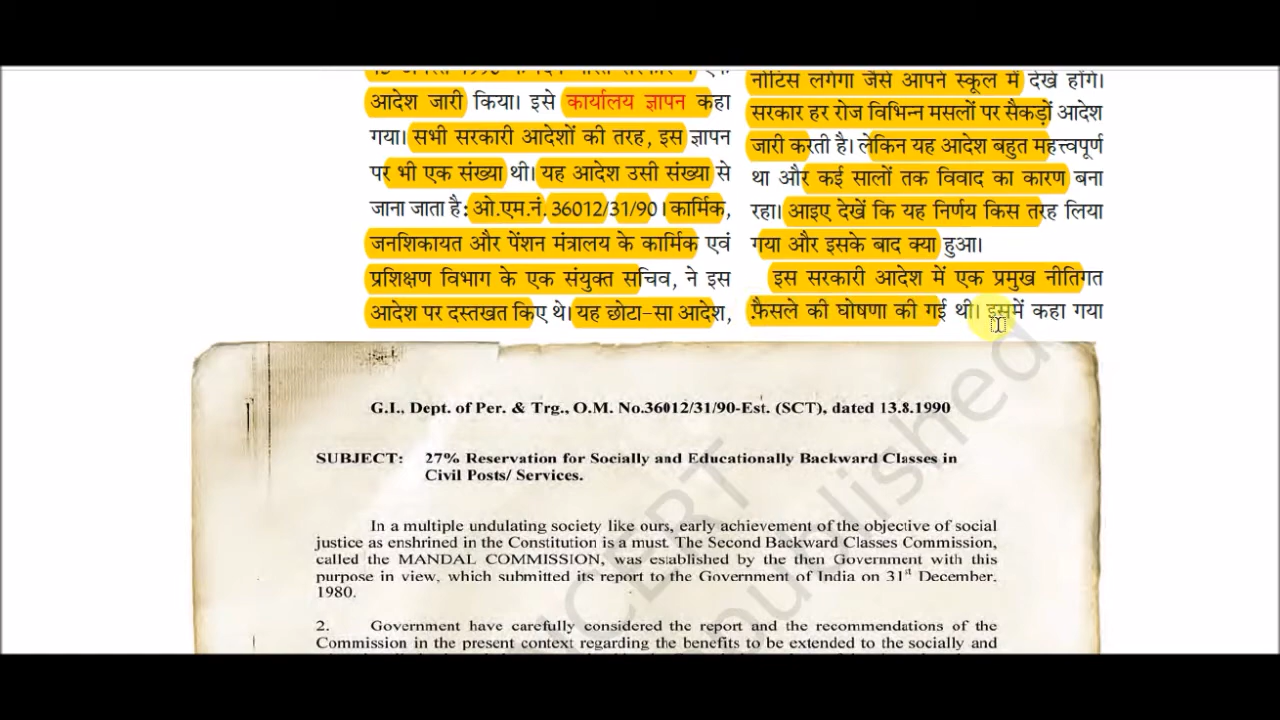 आदेश जारी किया। इसे कार्यालय ज्ञापन कहा
गया। सभी सरकारी आदेशों की तरह, इस ज्ञापन
पर भी एक संख्या थी। यह आदेश उसी संख्या से
जाना जाता है: ओ.एम.नं. 36012/31/90। कार्मिक,
जनशिकायत और पेंशन मंत्रालय के कार्मिक एवं
प्रशिक्षण विभाग के एक संयुक्त सचिव, ने इस
आदेश पर दस्तखत किए थे। यह छोटा-सा आदेश,
नोटिस लगेगा जैसे आपने स्कूल में देखे होंगे।
सरकार हर रोज विभिन्न मसलों पर सैकड़ों आदेश
जारी करती है। लेकिन यह आदेश बहुत महत्त्वपूर्ण
था और कई सालों तक विवाद का कारण बना
रहा। आइए देखें कि यह निर्णय किस तरह लिया
गया और इसके बाद क्या हुआ।
इस सरकारी आदेश में एक प्रमुख नीतिगत
फ़ैसले की घोषणा की गई थी। इसमें कहा गया
G.I., Dept. of Per. & Trg., O.M. No.36012/31/90-Est. (SCT), dated 13.8.1990
SUBJECT: 27% Reservation for Socially and Educationally Backward Classes in
Civil Posts/ Services.
In a multiple undulating society like ours, early achievement of the objective of social
justice as enshrined in the Constitution is a must. The Second Backward Classes Commission,
called the MANDAL COMMISSION, was established by the then Government with this
purpose in view, which submitted its report to the Government of India on 31st December.
1980.
2. Government have carefully considered the report and the recommendations of the
Commission in the present context regarding the benefits to be extended to the socially and
NCERT
published